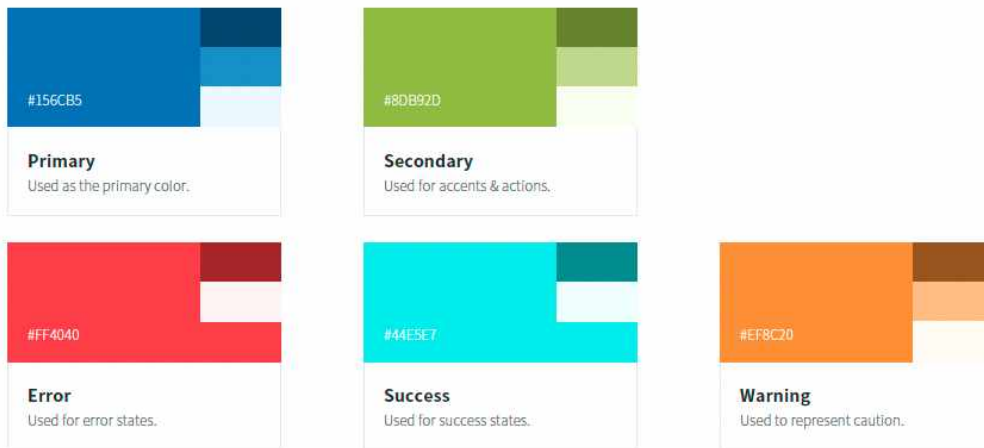 #156CB5
Primary
Used as the primary color.
#8DB92D
Secondary
Used for accents & actions.
#FF4040
Error
Used for error states.
#44E5E7
Success
Used for success states.
#EF8C20
Warning
Used to represent caution.